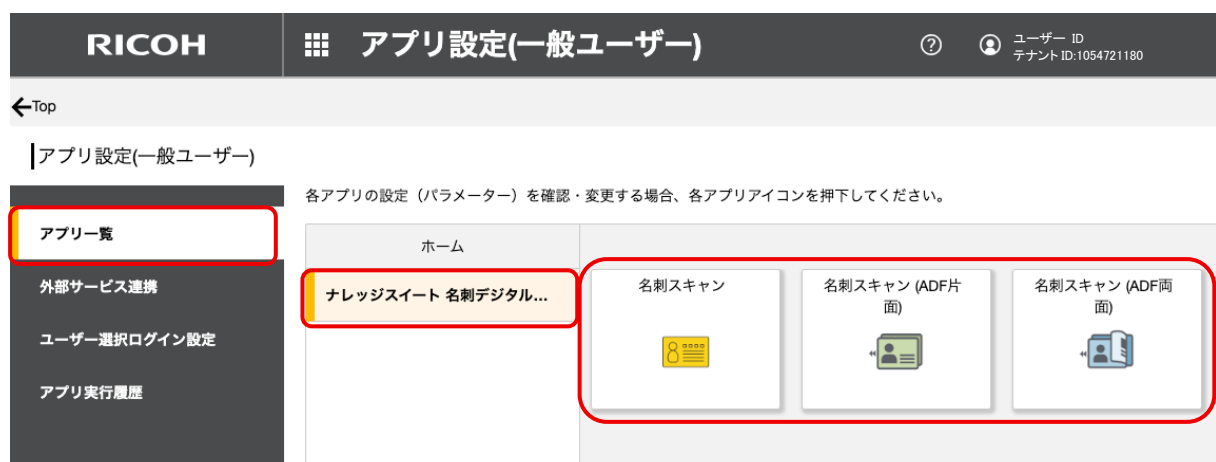 RICOH
アプリ設定(一般ユーザー)
ユーザー ID
テナント ID:1054721180
Top
アプリ設定(一般ユーザー)
各アプリの設定（パラメーター）を確認・変更する場合、各アプリアイコンを押下してください。
アプリ一覧
外部サービス連携
ユーザー選択ログイン設定
アプリ実行履歴
ホーム
ナレッジスイート 名刺デジタル...
名刺スキャン
名刺スキャン (ADF片
面)
名刺スキャン (ADF両
面)